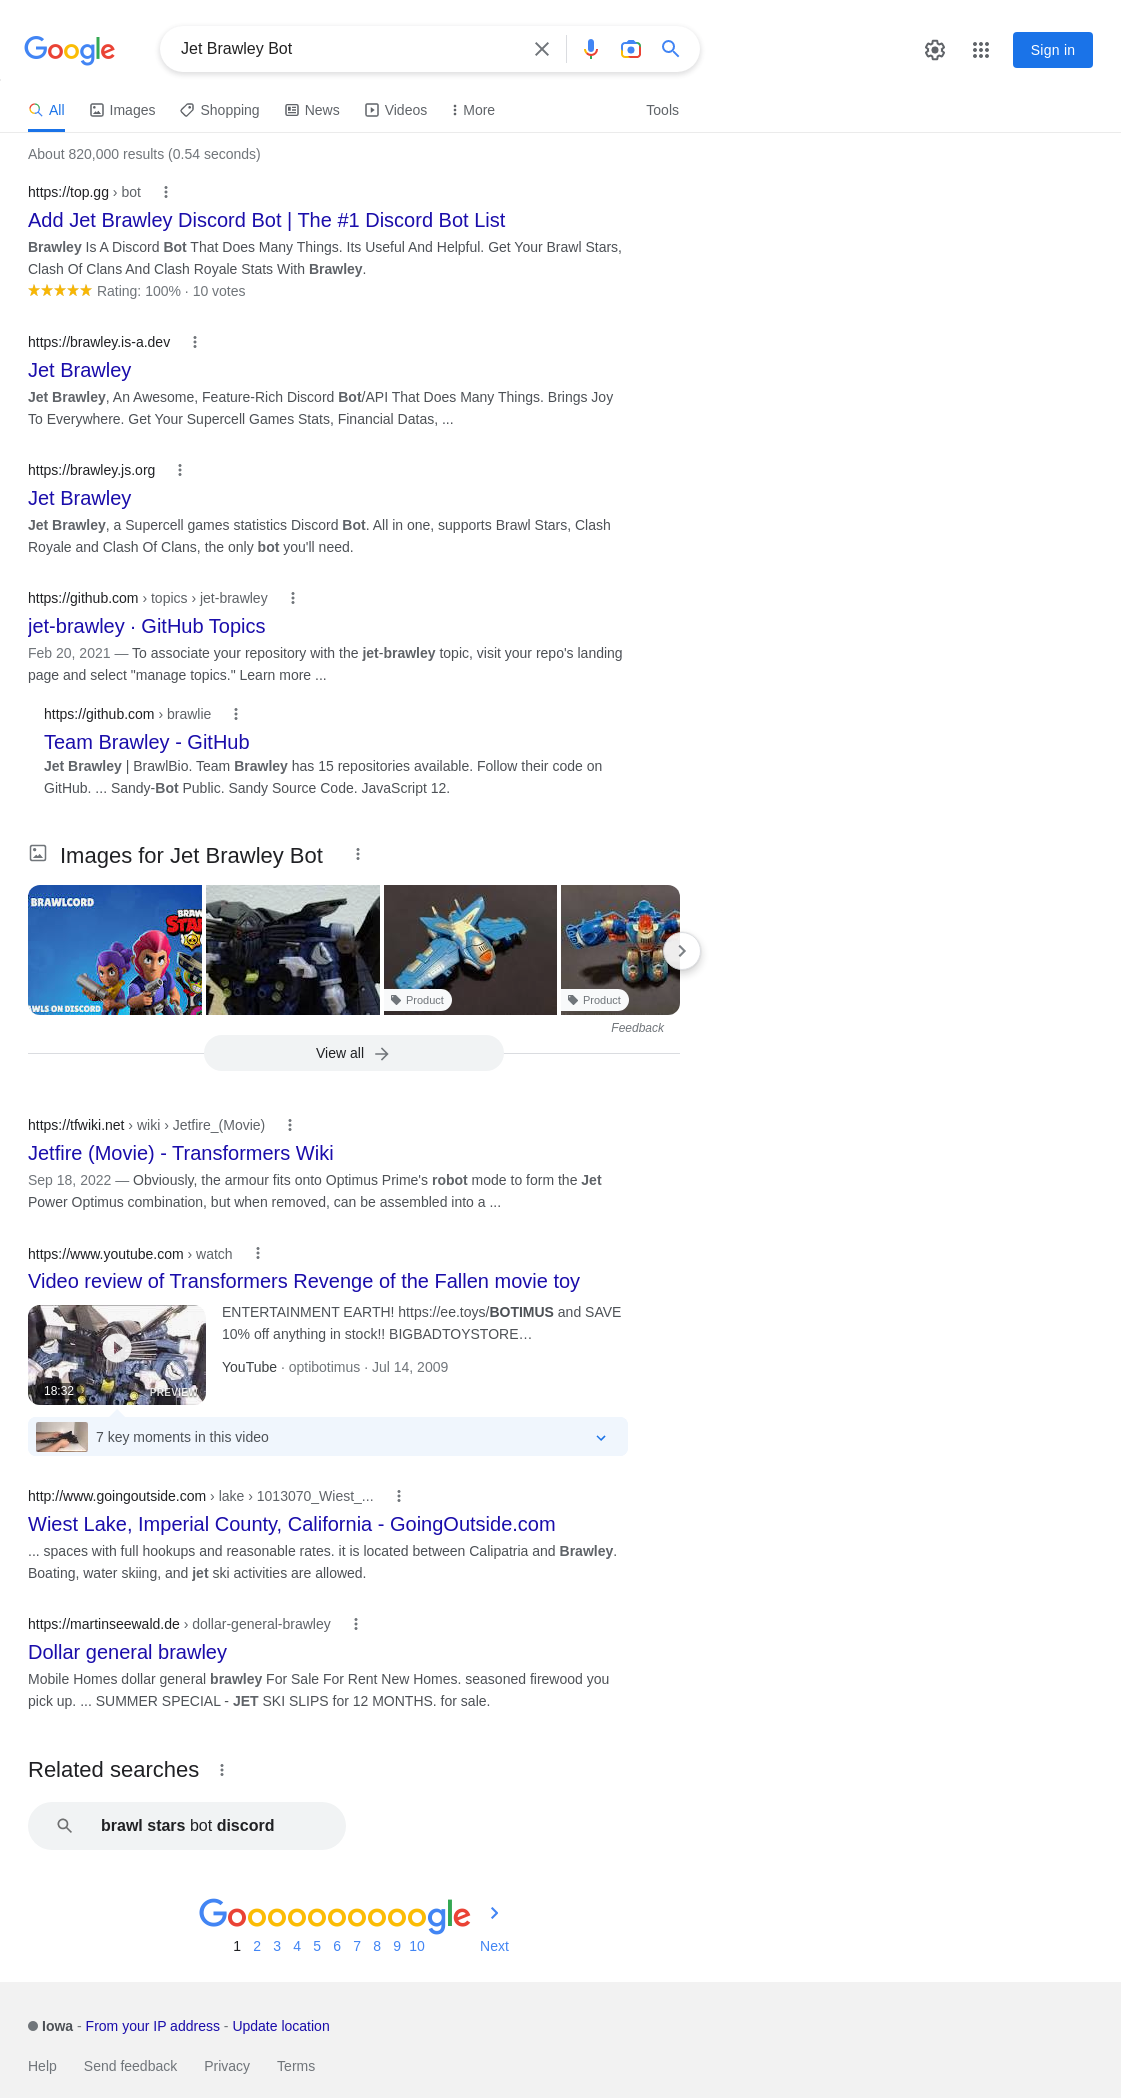 Google
Jet Brawley Bot
Sign in
All
Images
Shopping
News
Videos
More
Tools
About 820,000 results (0.54 seconds)
https://top.gg › bot
Add Jet Brawley Discord Bot | The #1 Discord Bot List
Brawley Is A Discord Bot That Does Many Things. Its Useful And Helpful. Get Your Brawl Stars,
Clash Of Clans And Clash Royale Stats With Brawley.
Rating: 100% · 10 votes
https://brawley.is-a.dev
Jet Brawley
Jet Brawley, An Awesome, Feature-Rich Discord Bot/API That Does Many Things. Brings Joy
To Everywhere. Get Your Supercell Games Stats, Financial Datas, ...
https://brawley.js.org
Jet Brawley
Jet Brawley, a Supercell games statistics Discord Bot. All in one, supports Brawl Stars, Clash
Royale and Clash Of Clans, the only bot you'll need.
https://github.com › topics › jet-brawley
jet-brawley · GitHub Topics
Feb 20, 2021 — To associate your repository with the jet-brawley topic, visit your repo's landing
page and select "manage topics." Learn more ...
https://github.com › brawlie
Team Brawley - GitHub
Jet Brawley | BrawlBio. Team Brawley has 15 repositories available. Follow their code on
GitHub. ... Sandy-Bot Public. Sandy Source Code. JavaScript 12.
Images for Jet Brawley Bot
BRAWLCORD
AWLS ON DISCORD
Product
Product
Feedback
View all
https://tfwiki.net › wiki › Jetfire_(Movie)
Jetfire (Movie) - Transformers Wiki
Sep 18, 2022 — Obviously, the armour fits onto Optimus Prime's robot mode to form the Jet
Power Optimus combination, but when removed, can be assembled into a ...
https://www.youtube.com › watch
Video review of Transformers Revenge of the Fallen movie toy
ENTERTAINMENT EARTH! https://ee.toys/BOTIMUS and SAVE
10% off anything in stock!! BIGBADTOYSTORE…
YouTube · optibotimus · Jul 14, 2009
18:32
PREVIEW
7 key moments in this video
http://www.goingoutside.com › lake › 1013070_Wiest_...
Wiest Lake, Imperial County, California - GoingOutside.com
... spaces with full hookups and reasonable rates. it is located between Calipatria and Brawley.
Boating, water skiing, and jet ski activities are allowed.
https://martinseewald.de › dollar-general-brawley
Dollar general brawley
Mobile Homes dollar general brawley For Sale For Rent New Homes. seasoned firewood you
pick up. ... SUMMER SPECIAL - JET SKI SLIPS for 12 MONTHS. for sale.
Related searches
brawl stars bot discord
Goooooooooogle
1 2 3 4 5 6 7 8 9 10 Next
Iowa - From your IP address - Update location
Help
Send feedback
Privacy
Terms